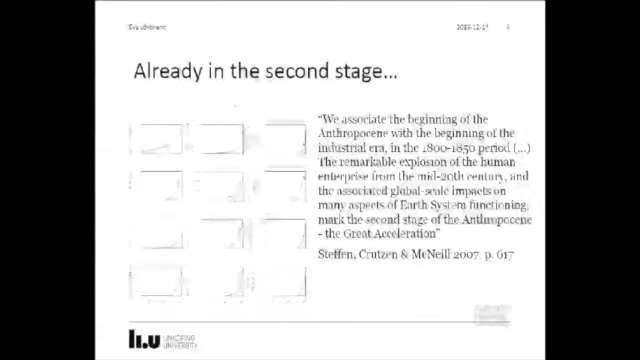 Eva Lövbrand
Already in the second stage...
"We associate the beginning of the
Anthropocene with the beginning of the
industrial era, in the 1800-1850 period (...)
The remarkable explosion of the human
enterprise from the mid-20th century, and
the associated global-scale impacts on
many aspects of Earth System functioning,
mark the second stage of the Anthropocene
- the Great Acceleration"
Steffen, Crutzen & McNeill 2007, p. 617
li.u LINKÖPING
UNIVERSITY